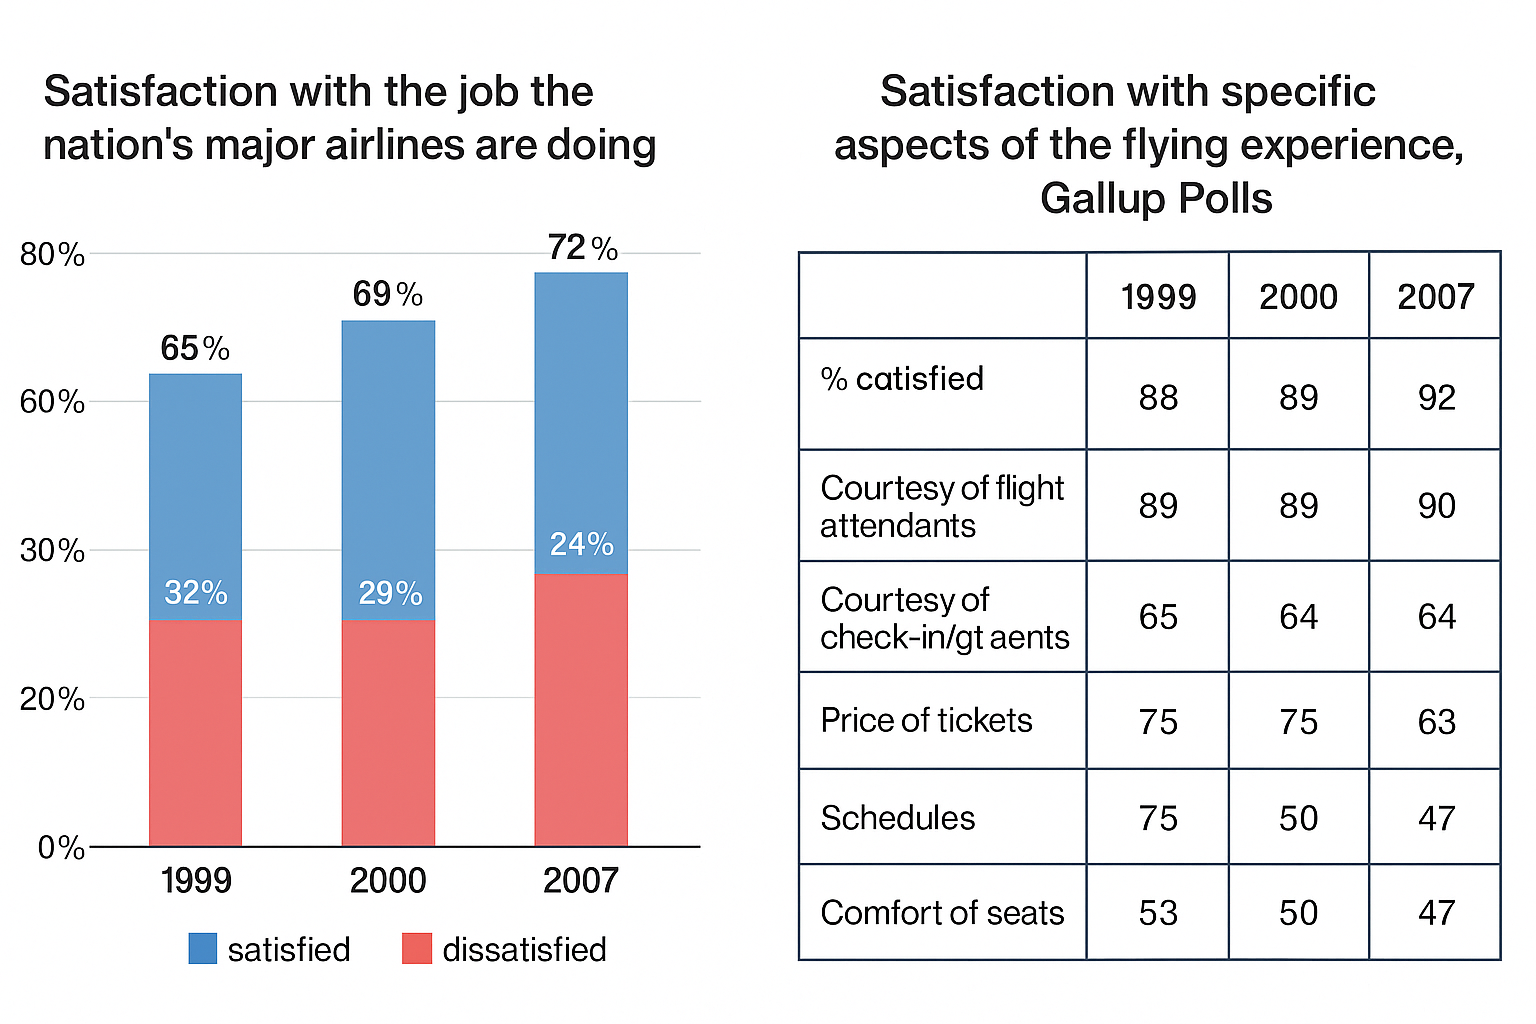 Satisfaction with the job the
nation's major airlines are doing
80%
60%
30%
20%
0%
65%
69%
72%
32%
29%
24%
1999
2000
2007
satisfied
dissatisfied
Satisfaction with specific
aspects of the flying experience,
Gallup Polls
1999 2000 2007
% catisfied 88 89 92
Courtesy of flight
attendants 89 89 90
Courtesy of
check-in/gt aents 65 64 64
Price of tickets 75 75 63
Schedules 75 50 47
Comfort of seats 53 50 47